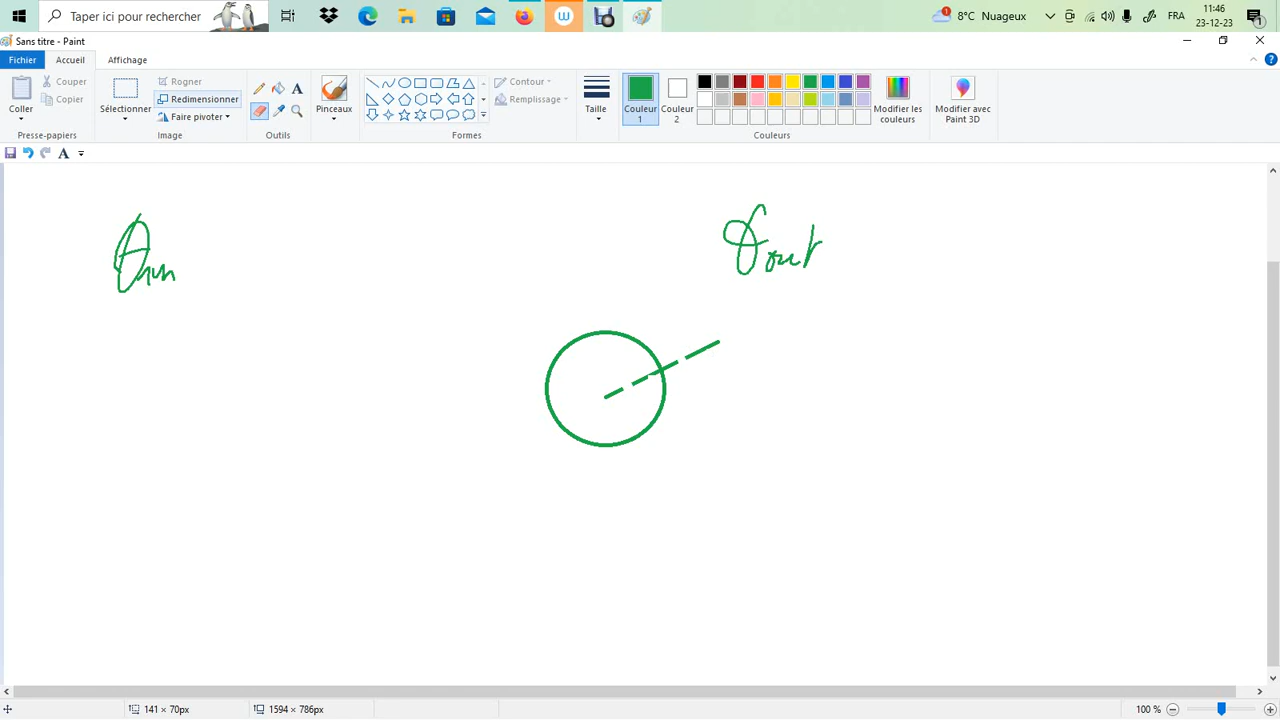 Taper ici pour rechercher
8°C Nuageux
FRA
11:46
23-12-23
1
Sans titre - Paint
Fichier
Accueil
Affichage
Coller
Couper
Copier
Presse-papiers
Sélectionner
Rogner
Redimensionner
Faire pivoter
Image
A
Outils
Pinceaux
Contour
Remplissage
Formes
Taille
Couleur
1
Couleur
2
Modifier les
couleurs
Couleurs
Modifier avec
Paint 3D
A
out
141 × 70px
1594 × 786px
100 %